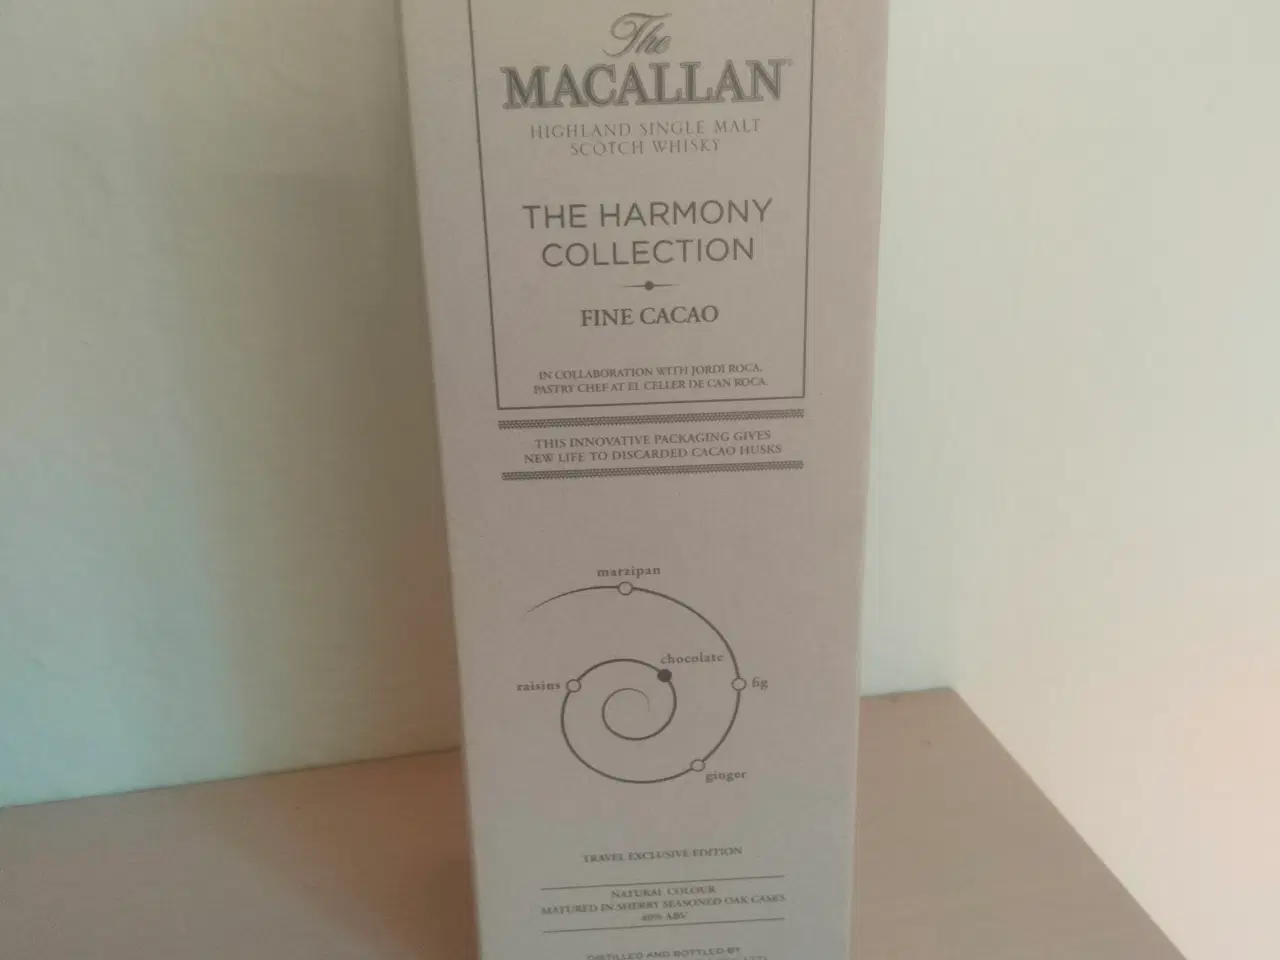 The
MACALLAN
HIGHLAND SINGLE MALT
SCOTCH WHISKY
THE HARMONY
COLLECTION
FINE CACAO
IN COLLABORATION WITH JORDI ROCA,
PASTRY CHEF AT EL CELLER DE CAN ROCA.
THIS INNOVATIVE PACKAGING GIVES
NEW LIFE TO DISCARDED CACAO HUSKS
marzipan
chocolate
raisins
fig
ginger
TRAVEL EXCLUSIVE EDITION
NATURAL COLOUR
MATURED IN SHERRY SEASONED OAK CASKS
40% ABV
DISTILLED AND BOTTLED BY